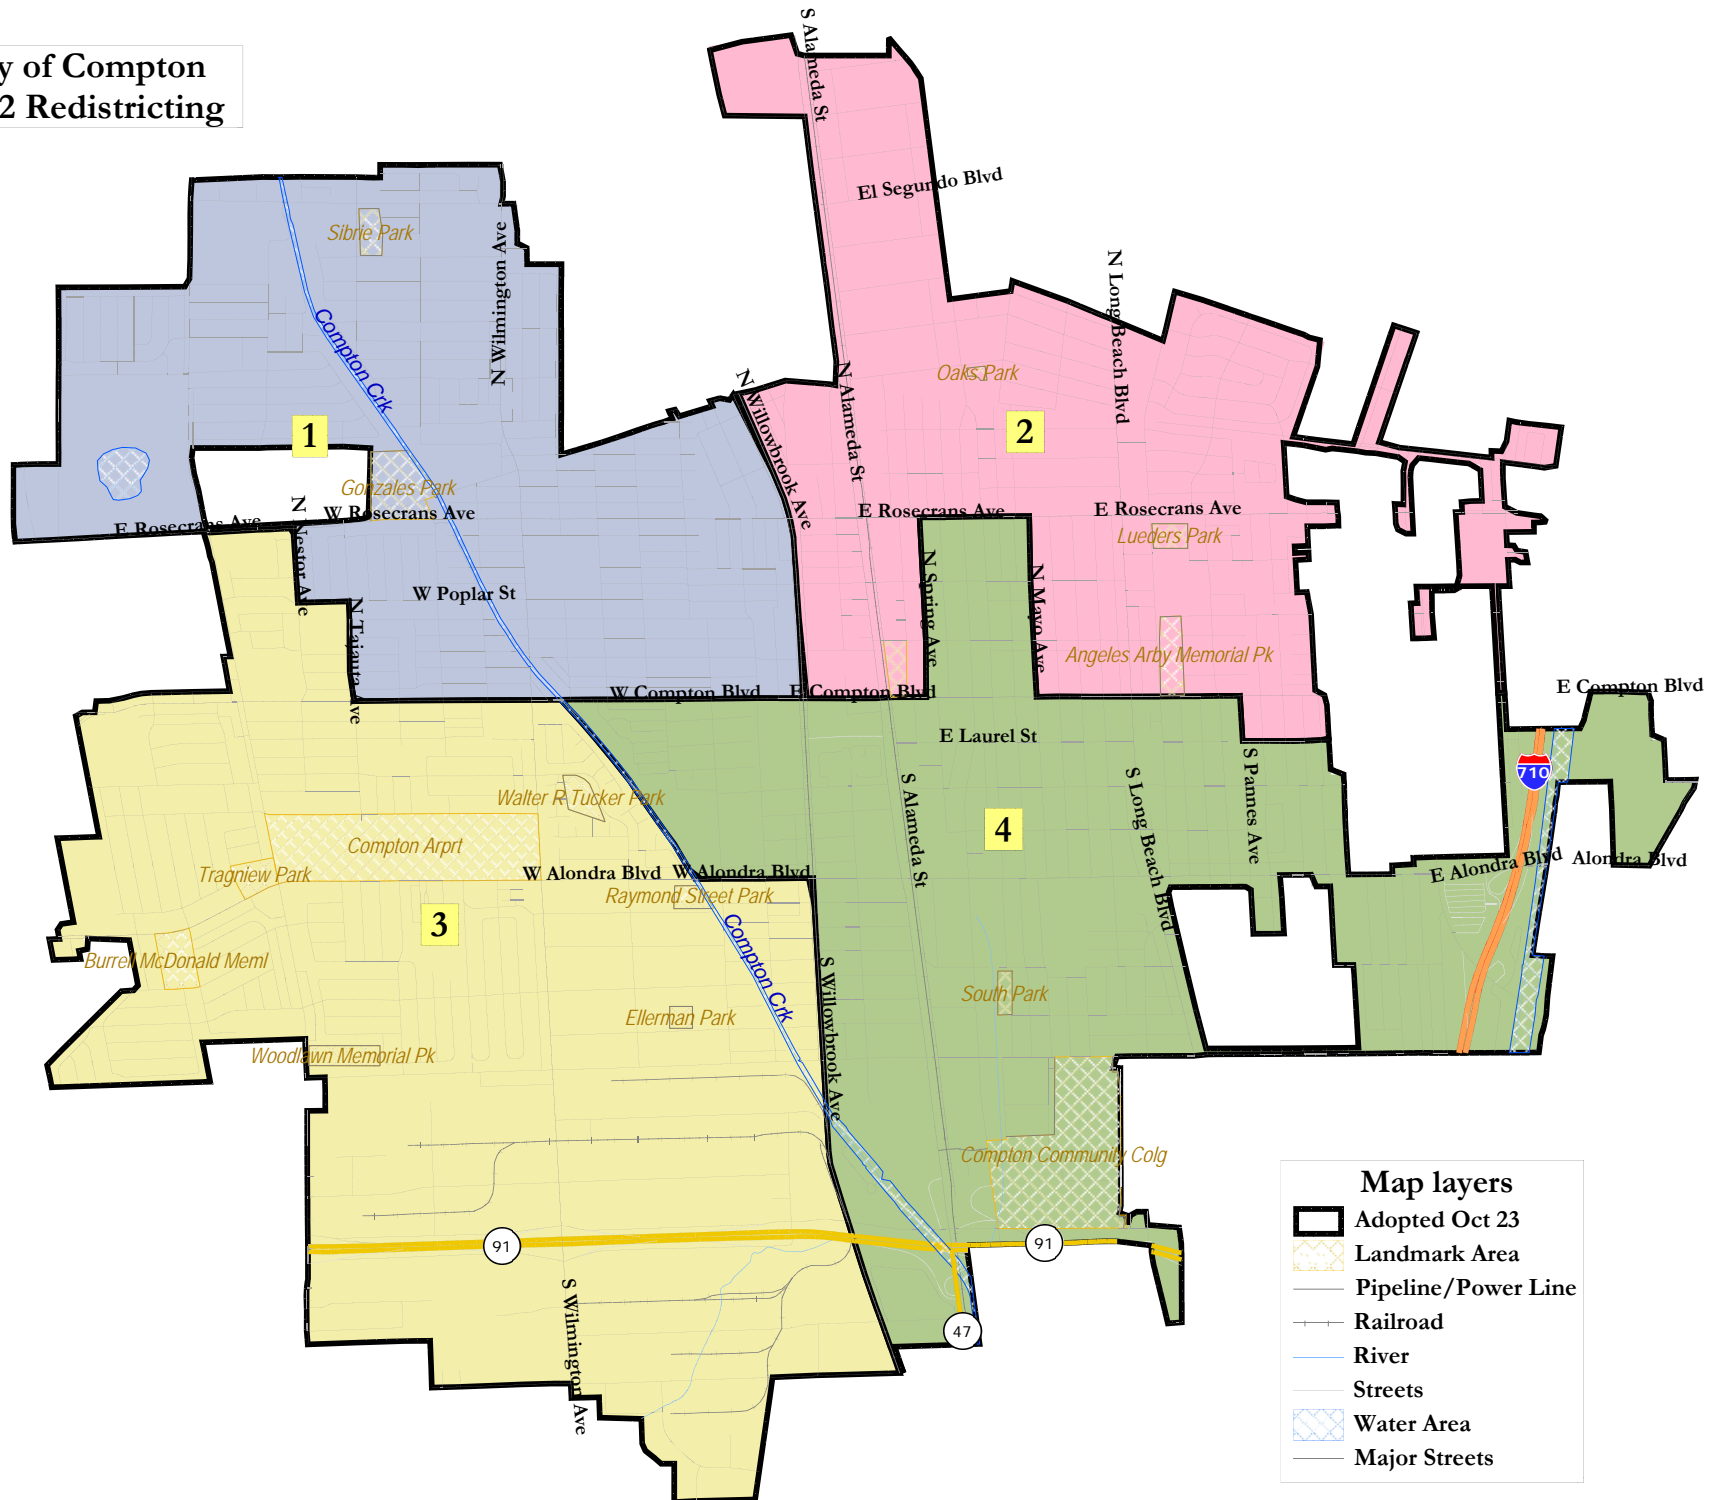 y of Compton
2 Redistricting
S Alameda St
El Segundo Blvd
Sibrie Park
N Wilmington Ave
N Long Beach Blvd
Compton Crk
N Willowbrook Ave
N Alameda St
Oaks Park
1
2
Gonzales Park
E Rosecrans Ave
W Rosecrans Ave
E Rosecrans Ave
E Rosecrans Ave
Lueders Park
N Nestor Ave
N Spring Ave
N Mayo Ave
W Poplar St
N Tajauta Ave
Angeles Arby Memorial Pk
W Compton Blvd
E Compton Blvd
E Compton Blvd
E Laurel St
S Pannes Ave
710
Walter R Tucker Park
S Alameda St
S Long Beach Blvd
4
Compton Arprt
Tragniew Park
W Alondra Blvd
W Alondra Blvd
E Alondra Blvd
Alondra Blvd
Raymond Street Park
3
Compton Crk
Burrell McDonald Meml
S Willowbrook Ave
South Park
Ellerman Park
Woodlawn Memorial Pk
Compton Community Colg
91
91
S Wilmington Ave
47
Map layers
Adopted Oct 23
Landmark Area
Pipeline/Power Line
Railroad
River
Streets
Water Area
Major Streets